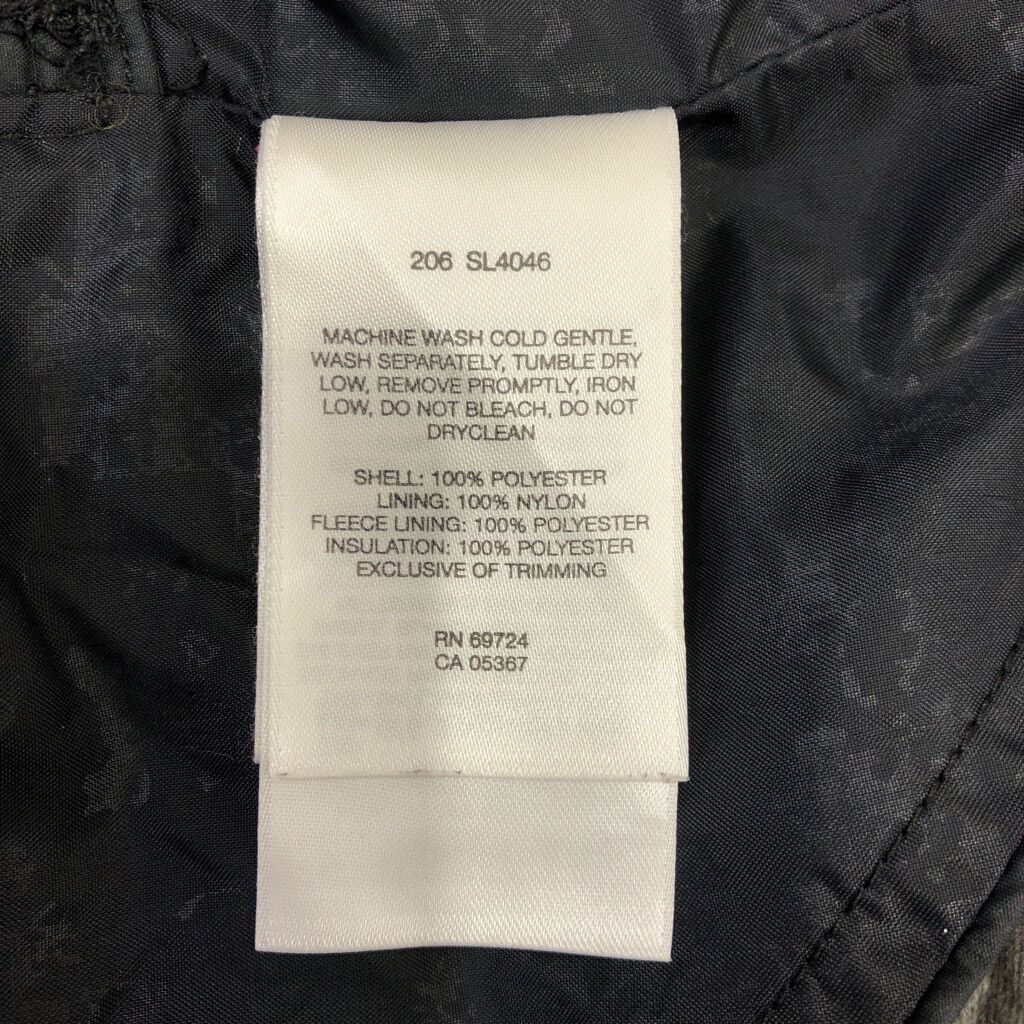 206 SL4046
MACHINE WASH COLD GENTLE,
WASH SEPARATELY, TUMBLE DRY
LOW, REMOVE PROMPTLY, IRON
LOW, DO NOT BLEACH, DO NOT
DRYCLEAN
SHELL: 100% POLYESTER
LINING: 100% NYLON
FLEECE LINING: 100% POLYESTER
INSULATION: 100% POLYESTER
EXCLUSIVE OF TRIMMING
RN 69724
CA 05367